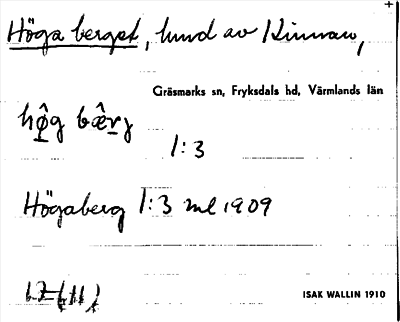 Höga berget, lund av Kinnan,
Gräsmarks sn, Fryksdals hd, Värmlands län
hô̱g bæ̂rg
1:3
Högaberg 1:3 ml 1909
ISAK WALLIN 1910